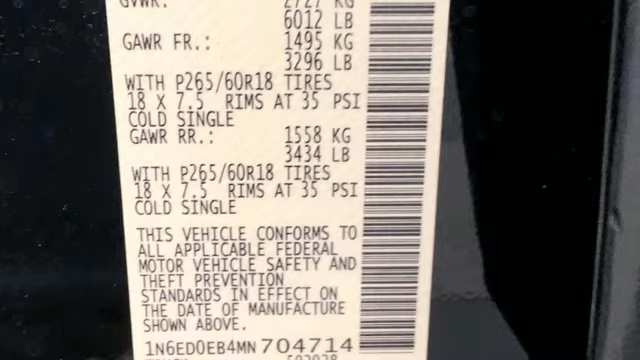 GVWR: 2727 KG
6012 LB
GAWR FR.: 1495 KG
3296 LB
WITH P265/60R18 TIRES
18 X 7.5 RIMS AT 35 PSI
COLD SINGLE
GAWR RR.: 1558 KG
3434 LB
WITH P265/60R18 TIRES
18 X 7.5 RIMS AT 35 PSI
COLD SINGLE
THIS VEHICLE CONFORMS TO
ALL APPLICABLE FEDERAL
MOTOR VEHICLE SAFETY AND
THEFT PREVENTION
STANDARDS IN EFFECT ON
THE DATE OF MANUFACTURE
SHOWN ABOVE.
1N6ED0EB4MN704714